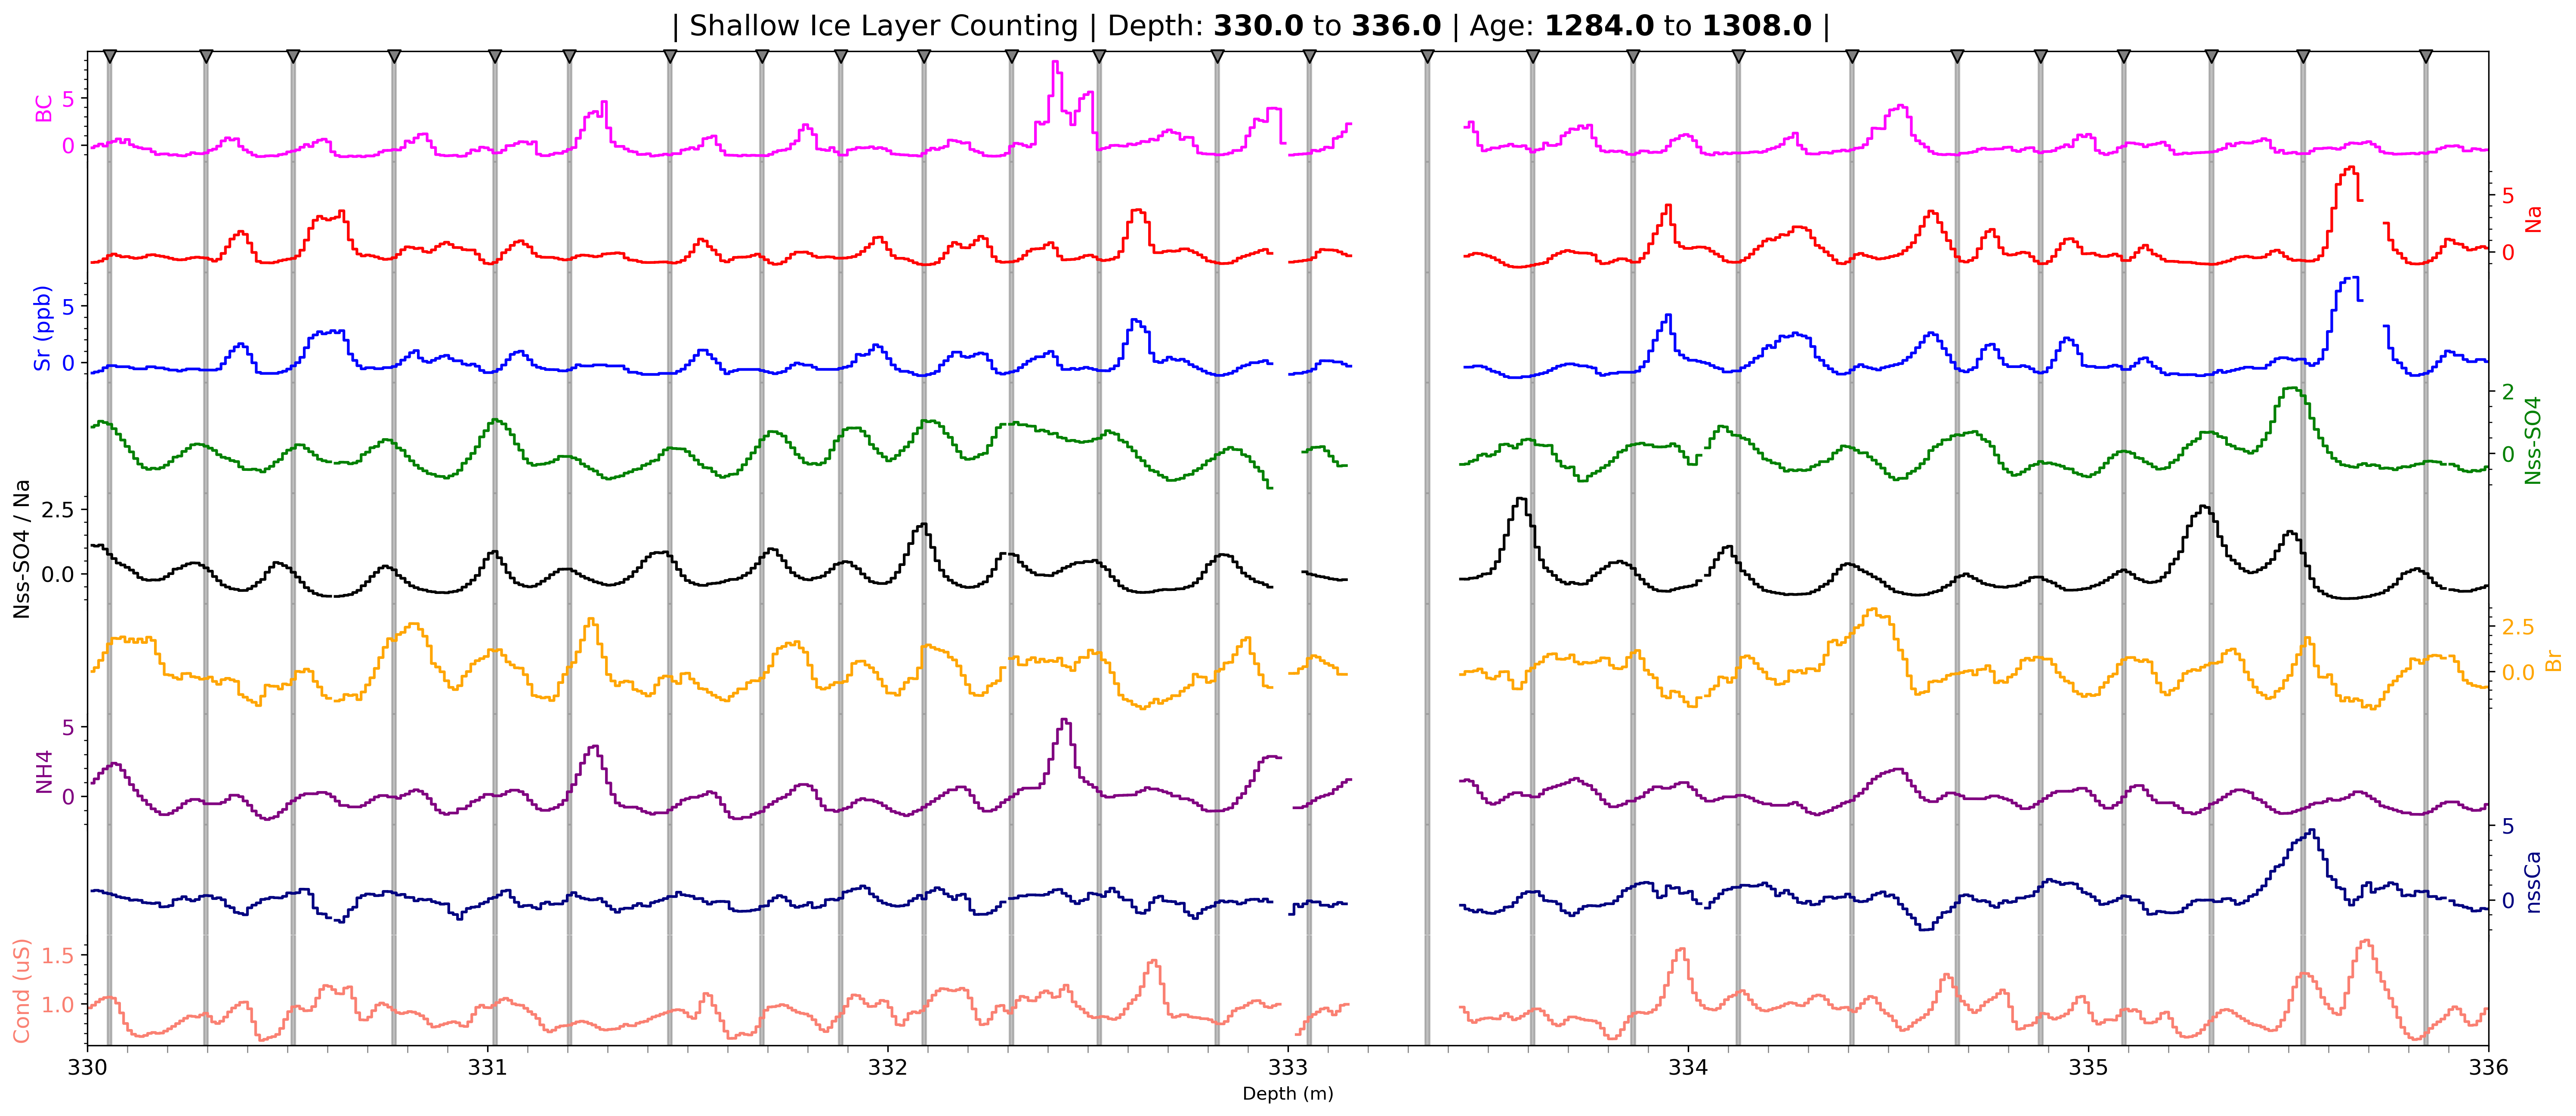 | Shallow Ice Layer Counting | Depth: 330.0 to 336.0 | Age: 1284.0 to 1308.0 |
BC
5
0
5
0
Na
Sr (ppb)
5
0
2
0
Nss-SO4
Nss-SO4 / Na
2.5
0.0
2.5
0.0
Br
NH4
5
0
5
0
nssCa
Cond (uS)
1.5
1.0
330
331
332
333
334
335
336
Depth (m)